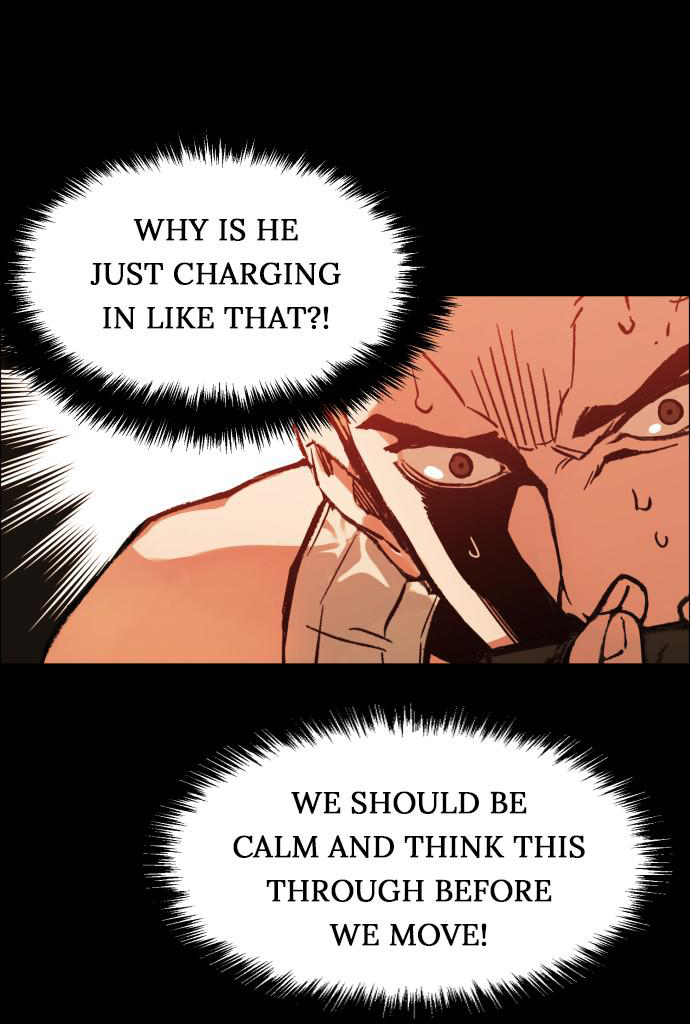 WHY IS HE
JUST CHARGING
IN LIKE THAT?!
WE SHOULD BE
CALM AND THINK THIS
THROUGH BEFORE
WE MOVE!